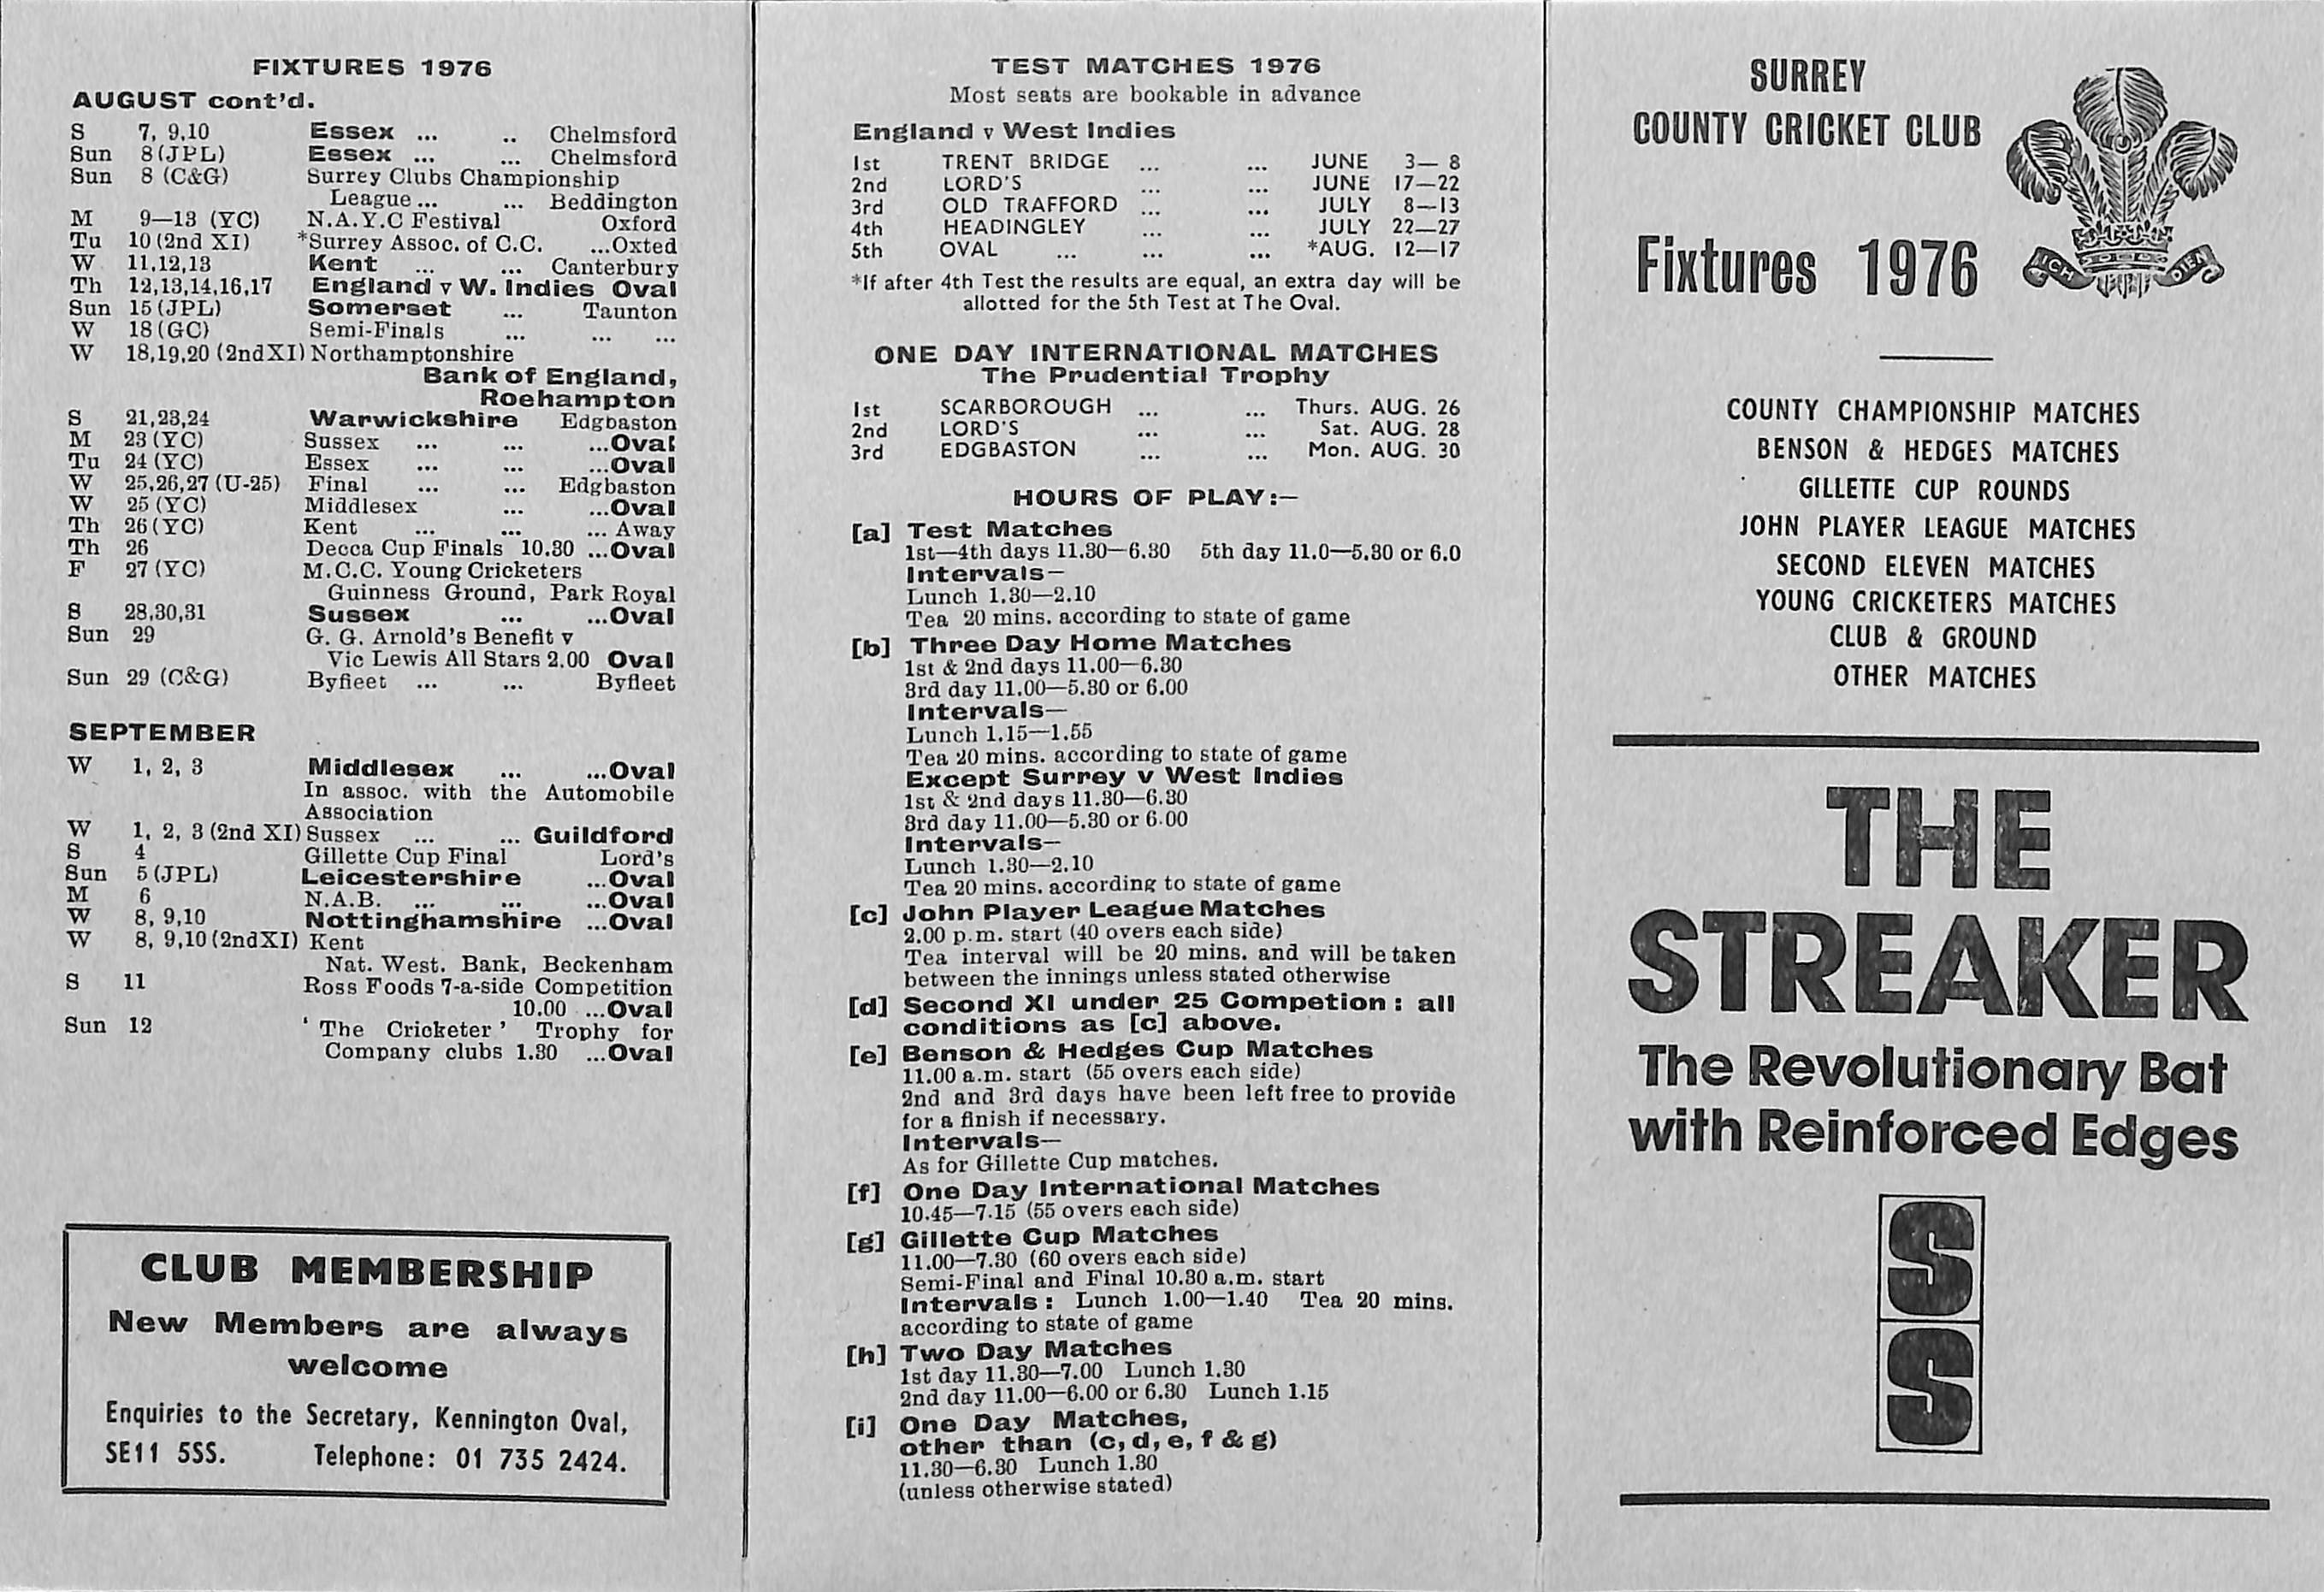 FIXTURES 1976
AUGUST cont'd.
S 7, 9,10 Essex ... .. Chelmsford
Sun 8 (JPL) Essex ... ... Chelmsford
Sun 8 (C&G) Surrey Clubs Championship
League ... ... Beddington
M 9—13 (YC) N.A.Y.C Festival Oxford
Tu 10 (2nd XI) *Surrey Assoc. of C.C. ...Oxted
W 11,12,13 Kent ... ... Canterbury
Th 12,13,14,16,17 England v W. Indies Oval
Sun 15 (JPL) Somerset ... Taunton
W 18 (GC) Semi-Finals ... ... ...
W 18,19,20 (2nd XI) Northamptonshire
Bank of England,
Roehampton
S 21,23,24 Warwickshire Edgbaston
M 23 (YC) Sussex ... ... ...Oval
Tu 24 (YC) Essex ... ... ...Oval
W 25,26,27 (U-25) Final ... ... Edgbaston
W 25 (YC) Middlesex ... ...Oval
Th 26 (YC) Kent ... ... ... Away
Th 26 Decca Cup Finals 10.30 ...Oval
F 27 (YC) M.C.C. Young Cricketers
Guinness Ground, Park Royal
S 28,30,31 Sussex ... ...Oval
Sun 29 G. G. Arnold's Benefit v
Vic Lewis All Stars 2.00 Oval
Sun 29 (C&G) Byfleet ... ... Byfleet
SEPTEMBER
W 1, 2, 3 Middlesex ... ...Oval
In assoc. with the Automobile
Association
W 1, 2, 3 (2nd XI) Sussex ... ... Guildford
S 4 Gillette Cup Final Lord's
Sun 5 (JPL) Leicestershire ...Oval
M 6 N.A.B. ... ... ...Oval
W 8, 9,10 Nottinghamshire ...Oval
W 8, 9,10 (2nd XI) Kent
Nat. West. Bank, Beckenham
S 11 Ross Foods 7-a-side Competition
10.00 ...Oval
Sun 12 ' The Cricketer ' Trophy for
Company clubs 1.30 ...Oval
CLUB MEMBERSHIP
New Members are always
welcome
Enquiries to the Secretary, Kennington Oval,
SE11 5SS. Telephone: 01 735 2424.
TEST MATCHES 1976
Most seats are bookable in advance
England v West Indies
1st TRENT BRIDGE ... ... JUNE 3—8
2nd LORD'S ... ... JUNE 17—22
3rd OLD TRAFFORD ... ... JULY 8—13
4th HEADINGLEY ... ... JULY 22—27
5th OVAL ... ... ... *AUG. 12—17
*If after 4th Test the results are equal, an extra day will be
allotted for the 5th Test at The Oval.
ONE DAY INTERNATIONAL MATCHES
The Prudential Trophy
1st SCARBOROUGH ... ... Thurs. AUG. 26
2nd LORD'S ... ... Sat. AUG. 28
3rd EDGBASTON ... ... Mon. AUG. 30
HOURS OF PLAY:—
[a] Test Matches
1st—4th days 11.30—6.30 5th day 11.0—5.30 or 6.0
Intervals—
Lunch 1.30—2.10
Tea 20 mins. according to state of game
[b] Three Day Home Matches
1st & 2nd days 11.00—6.30
3rd day 11.00—5.30 or 6.00
Intervals—
Lunch 1.15—1.55
Tea 20 mins. according to state of game
Except Surrey v West Indies
1st & 2nd days 11.30—6.30
3rd day 11.00—5.30 or 6.00
Intervals—
Lunch 1.30—2.10
Tea 20 mins. according to state of game
[c] John Player League Matches
2.00 p.m. start (40 overs each side)
Tea interval will be 20 mins. and will be taken
between the innings unless stated otherwise
[d] Second XI under 25 Competion : all
conditions as [c] above.
[e] Benson & Hedges Cup Matches
11.00 a.m. start (55 overs each side)
2nd and 3rd days have been left free to provide
for a finish if necessary.
Intervals—
As for Gillette Cup matches.
[f] One Day International Matches
10.45—7.15 (55 overs each side)
[g] Gillette Cup Matches
11.00—7.30 (60 overs each side)
Semi-Final and Final 10.30 a.m. start
Intervals : Lunch 1.00—1.40 Tea 20 mins.
according to state of game
[h] Two Day Matches
1st day 11.30—7.00 Lunch 1.30
2nd day 11.00—6.00 or 6.30 Lunch 1.15
[i] One Day Matches,
other than (c, d, e, f & g)
11.30—6.30 Lunch 1.30
(unless otherwise stated)
SURREY
COUNTY CRICKET CLUB
Fixtures 1976
ICH DIEN
COUNTY CHAMPIONSHIP MATCHES
BENSON & HEDGES MATCHES
GILLETTE CUP ROUNDS
JOHN PLAYER LEAGUE MATCHES
SECOND ELEVEN MATCHES
YOUNG CRICKETERS MATCHES
CLUB & GROUND
OTHER MATCHES
THE
STREAKER
The Revolutionary Bat
with Reinforced Edges
S
S